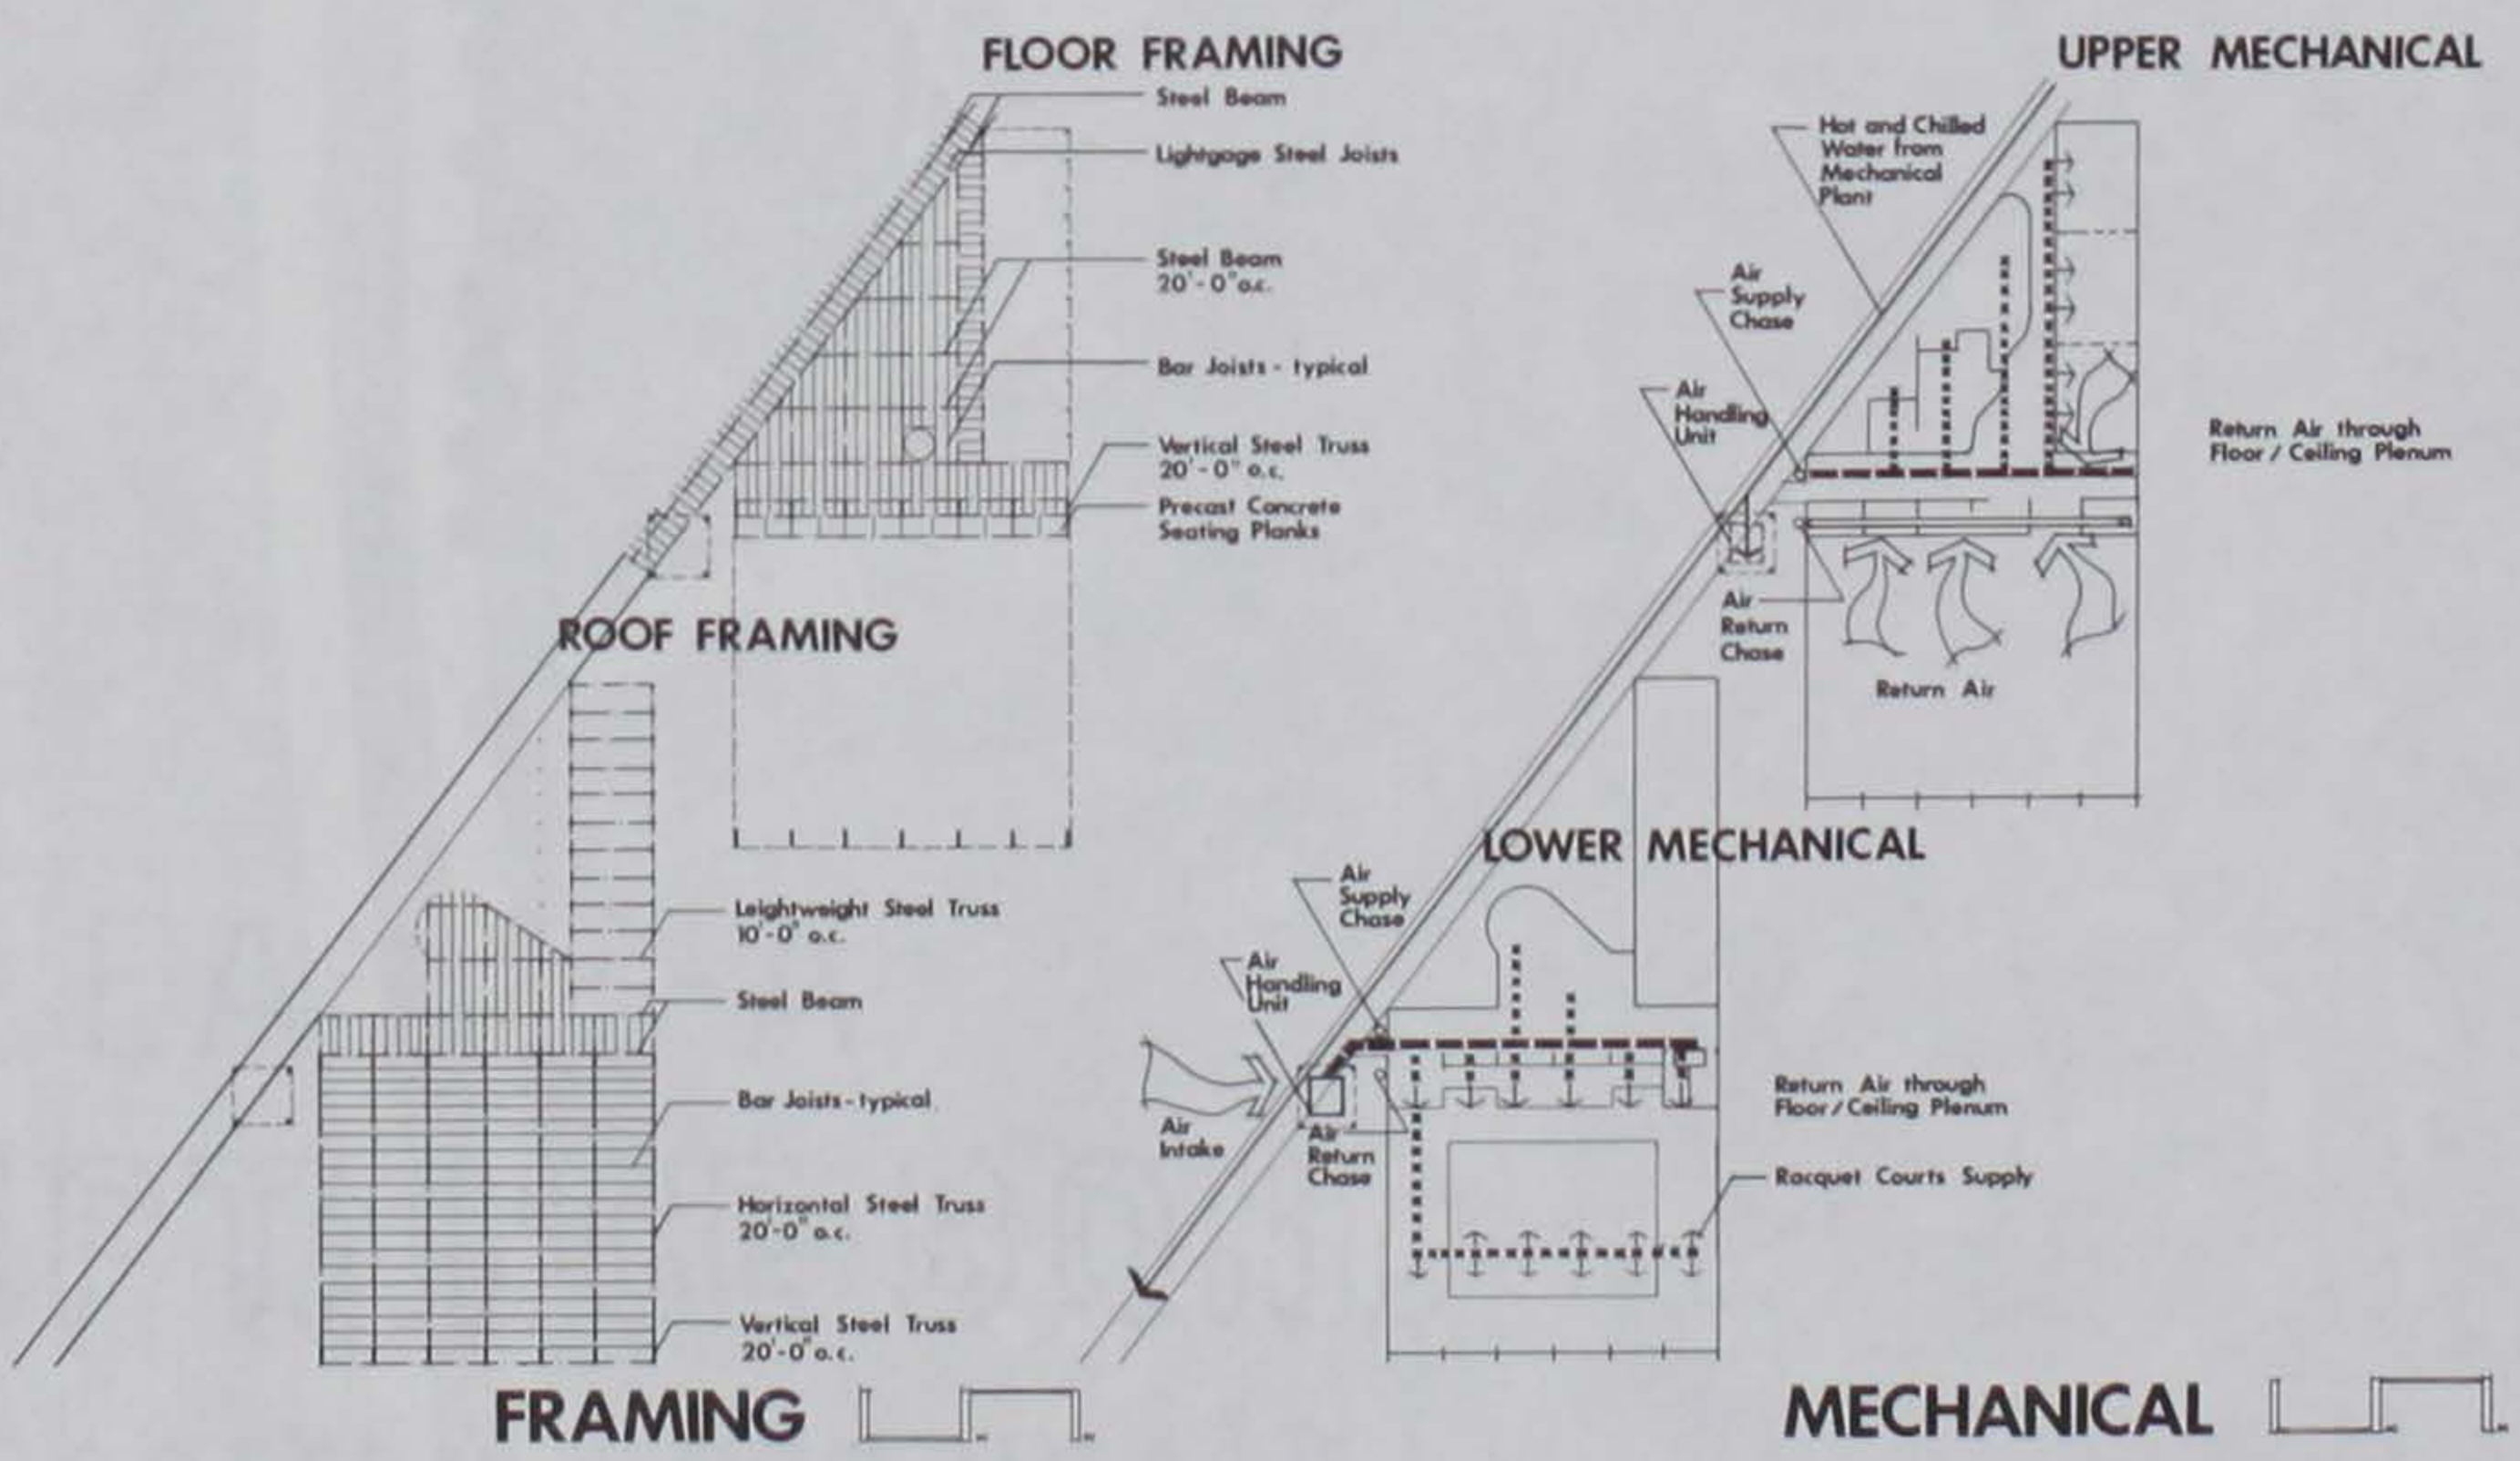 FLOOR FRAMING
Steel Beam
Lightgage Steel Joists
Steel Beam
20'-0" o.c.
Bar Joists - typical
Vertical Steel Truss
20'-0" o.c.
Precast Concrete
Seating Planks
ROOF FRAMING
Leightweight Steel Truss
10'-0" o.c.
Steel Beam
Bar Joists - typical
Horizontal Steel Truss
20'-0" o.c.
Vertical Steel Truss
20'-0" o.c.
FRAMING
UPPER MECHANICAL
Hot and Chilled
Water from
Mechanical
Plant
Air
Supply
Chase
Air
Handling
Unit
Return Air through
Floor / Ceiling Plenum
Air
Return
Chase
Return Air
LOWER MECHANICAL
Air
Supply
Chase
Air
Handling
Unit
Air
Intake
Air
Return
Chase
Return Air through
Floor / Ceiling Plenum
Racquet Courts Supply
MECHANICAL